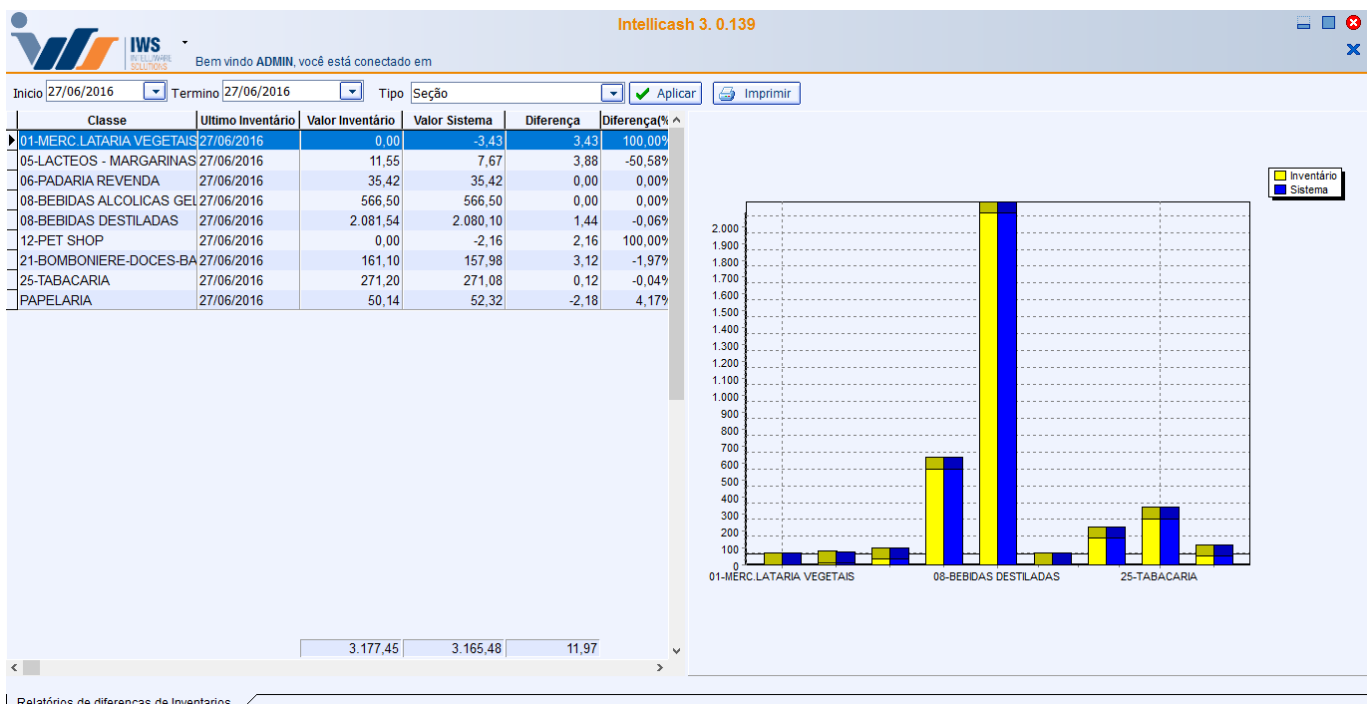 Intellicash 3. 0.139
IWS
INTELLIWARE
SOLUTIONS
Bem vindo ADMIN, você está conectado em
Inicio 27/06/2016 Termino 27/06/2016 Tipo Seção Aplicar Imprimir
Classe Ultimo Inventário Valor Inventário Valor Sistema Diferença Diferença(%
01-MERC.LATARIA VEGETAIS 27/06/2016 0,00 -3,43 3,43 100,00%
05-LACTEOS - MARGARINAS 27/06/2016 11,55 7,67 3,88 -50,58%
06-PADARIA REVENDA 27/06/2016 35,42 35,42 0,00 0,00%
08-BEBIDAS ALCOLICAS GEL 27/06/2016 566,50 566,50 0,00 0,00%
08-BEBIDAS DESTILADAS 27/06/2016 2.081,54 2.080,10 1,44 -0,06%
12-PET SHOP 27/06/2016 0,00 -2,16 2,16 100,00%
21-BOMBONIERE-DOCES-BA 27/06/2016 161,10 157,98 3,12 -1,97%
25-TABACARIA 27/06/2016 271,20 271,08 0,12 -0,04%
PAPELARIA 27/06/2016 50,14 52,32 -2,18 4,17%
3.177,45 3.165,48 11,97
Inventário
Sistema
2.000
1.900
1.800
1.700
1.600
1.500
1.400
1.300
1.200
1.100
1.000
900
800
700
600
500
400
300
200
100
0
01-MERC.LATARIA VEGETAIS 08-BEBIDAS DESTILADAS 25-TABACARIA
Relatórios de diferenças de Inventarios